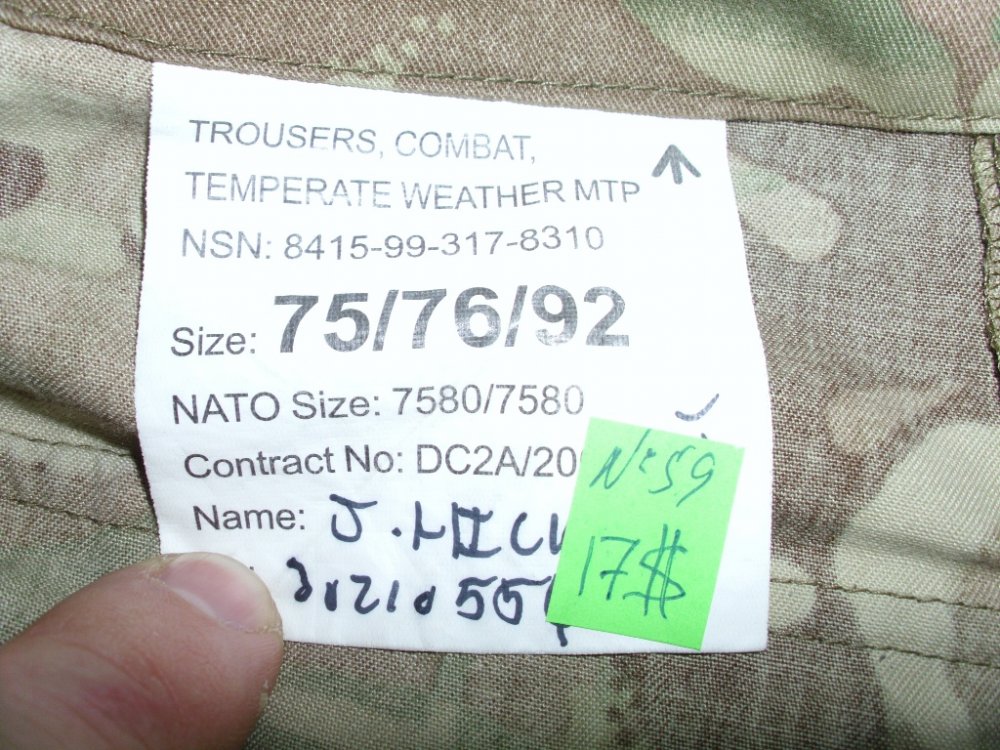 TROUSERS, COMBAT,
TEMPERATE WEATHER MTP
NSN: 8415-99-317-8310
Size: 75/76/92
NATO Size: 7580/7580
Contract No: DC2A/20
Name: J.
N° 59
17$